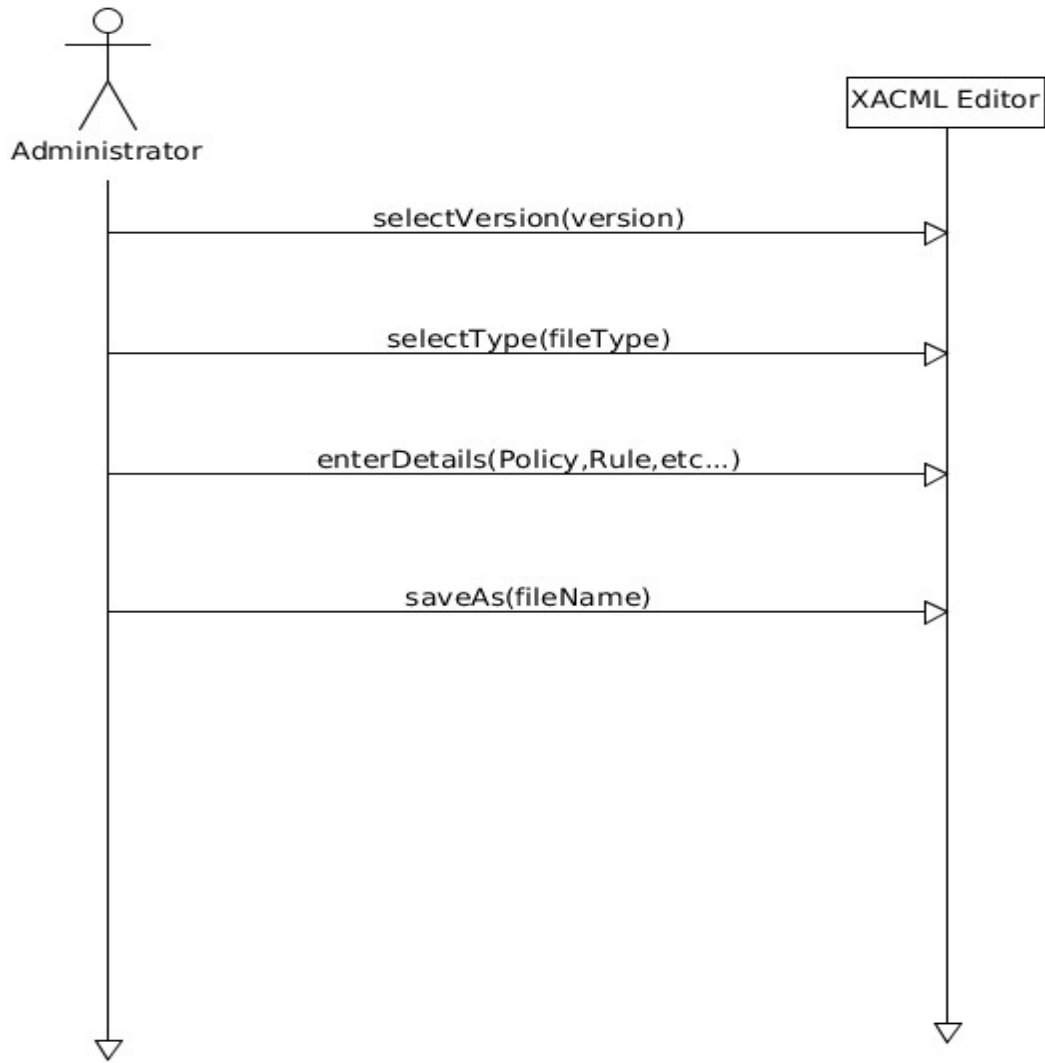 XACML Editor
Administrator
selectVersion(version)
selectType(fileType)
enterDetails(Policy,Rule,etc...)
saveAs(fileName)